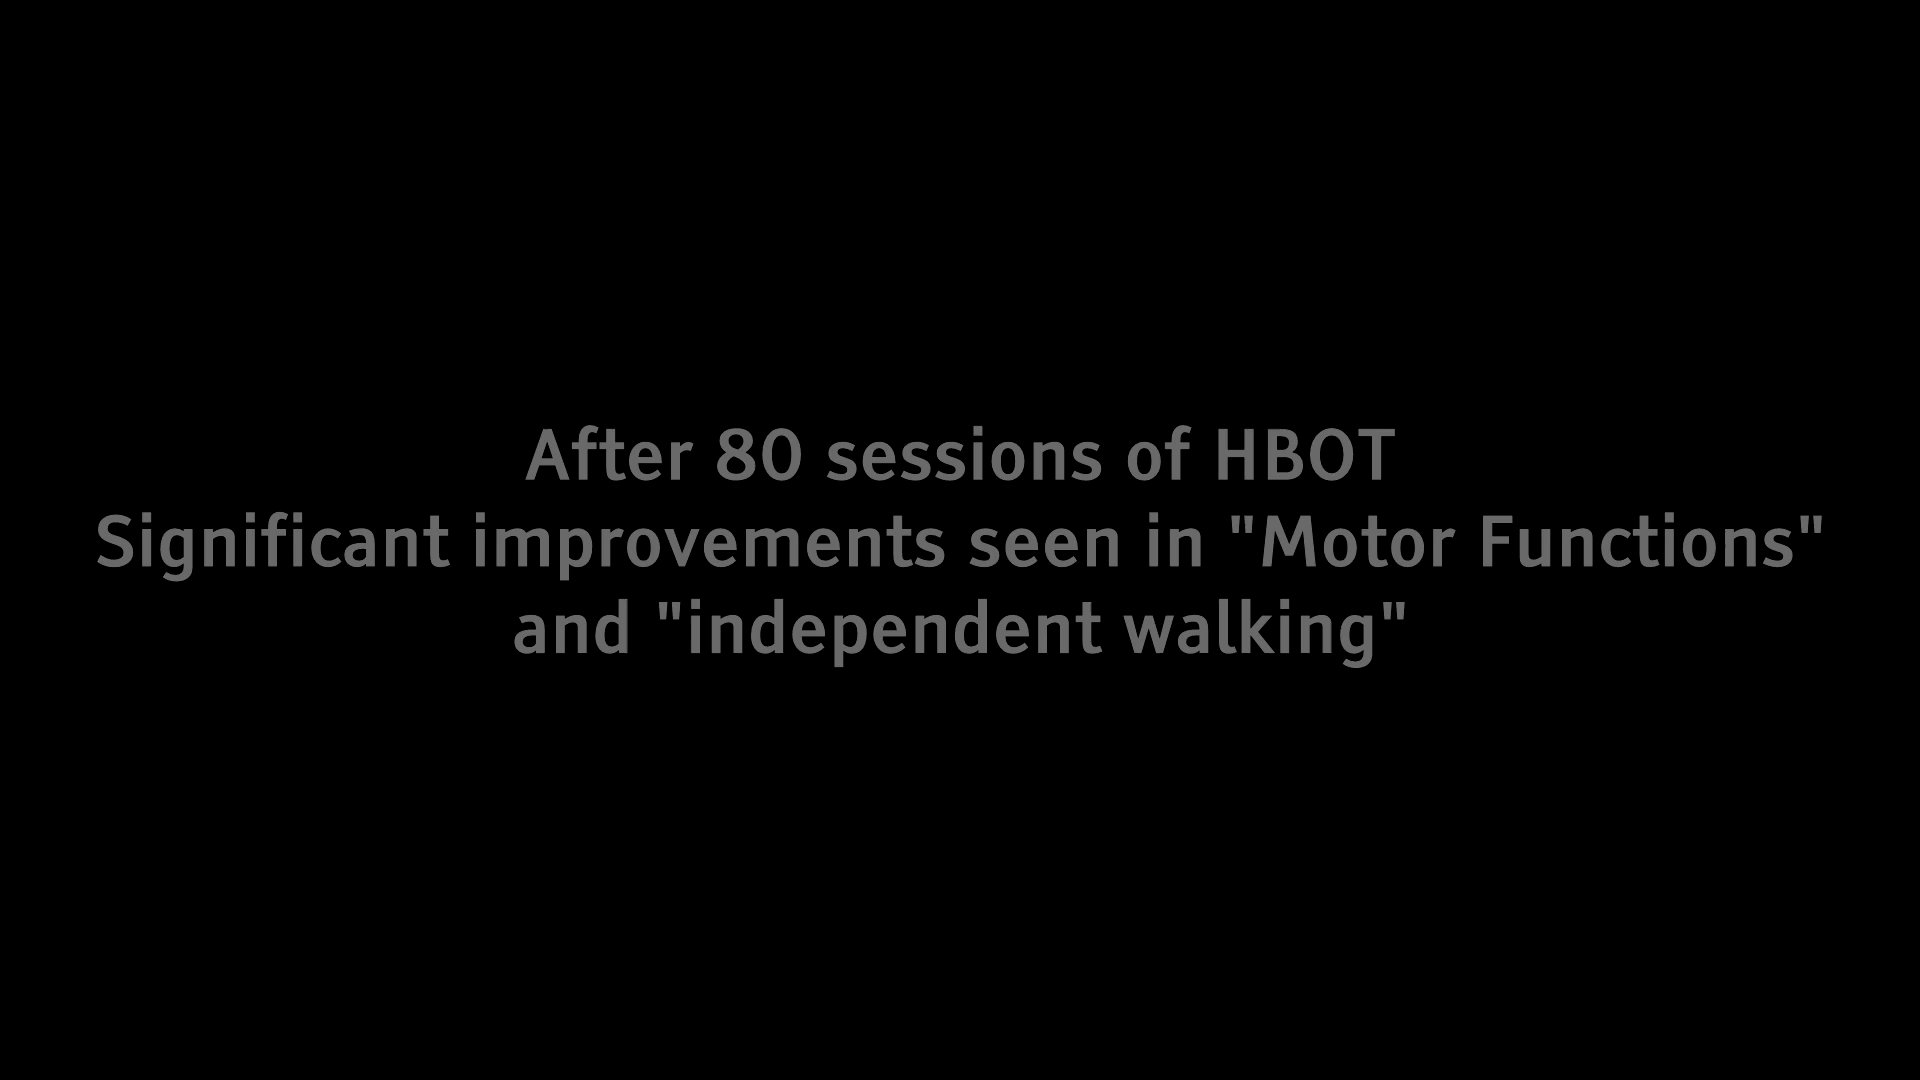 After 80 sessions of HBOT
Significant improvements seen in "Motor Functions"
and "independent walking"